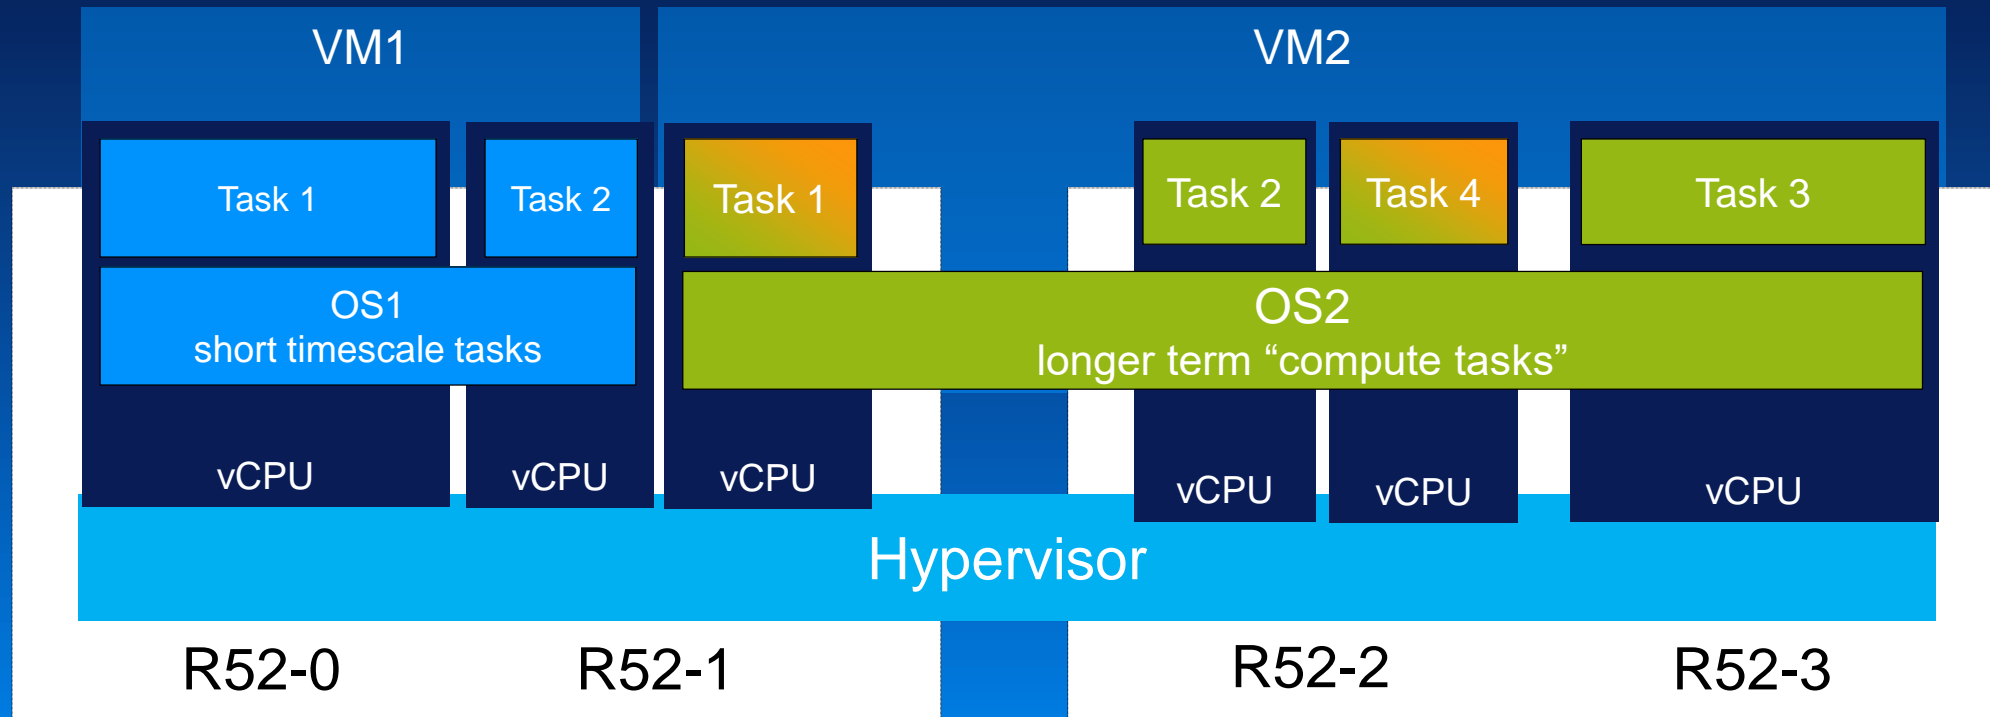 VM1
VM2
Task 1
Task 2
Task 1
Task 2
Task 4
Task 3
OS1
short timescale tasks
OS2
longer term “compute tasks”
vCPU
vCPU
vCPU
vCPU
vCPU
vCPU
Hypervisor
R52-0
R52-1
R52-2
R52-3